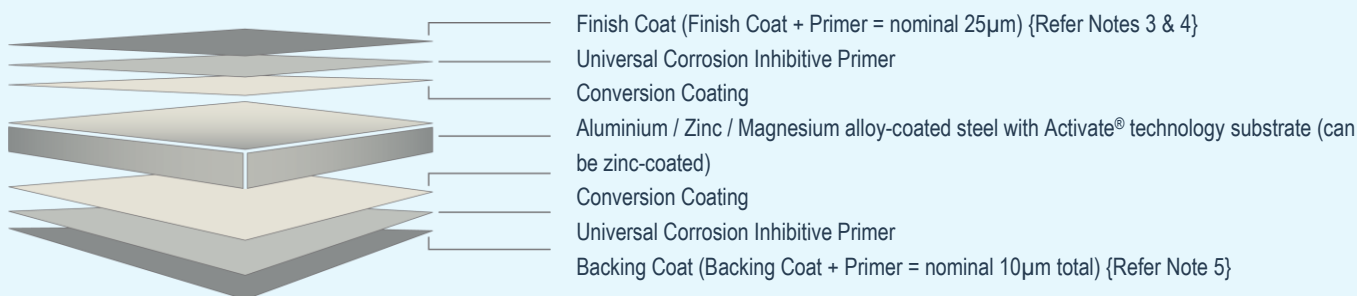 Finish Coat (Finish Coat + Primer = nominal 25µm) {Refer Notes 3 & 4}
Universal Corrosion Inhibitive Primer
Conversion Coating
Aluminium / Zinc / Magnesium alloy-coated steel with Activate® technology substrate (can
be zinc-coated)
Conversion Coating
Universal Corrosion Inhibitive Primer
Backing Coat (Backing Coat + Primer = nominal 10µm total) {Refer Note 5}